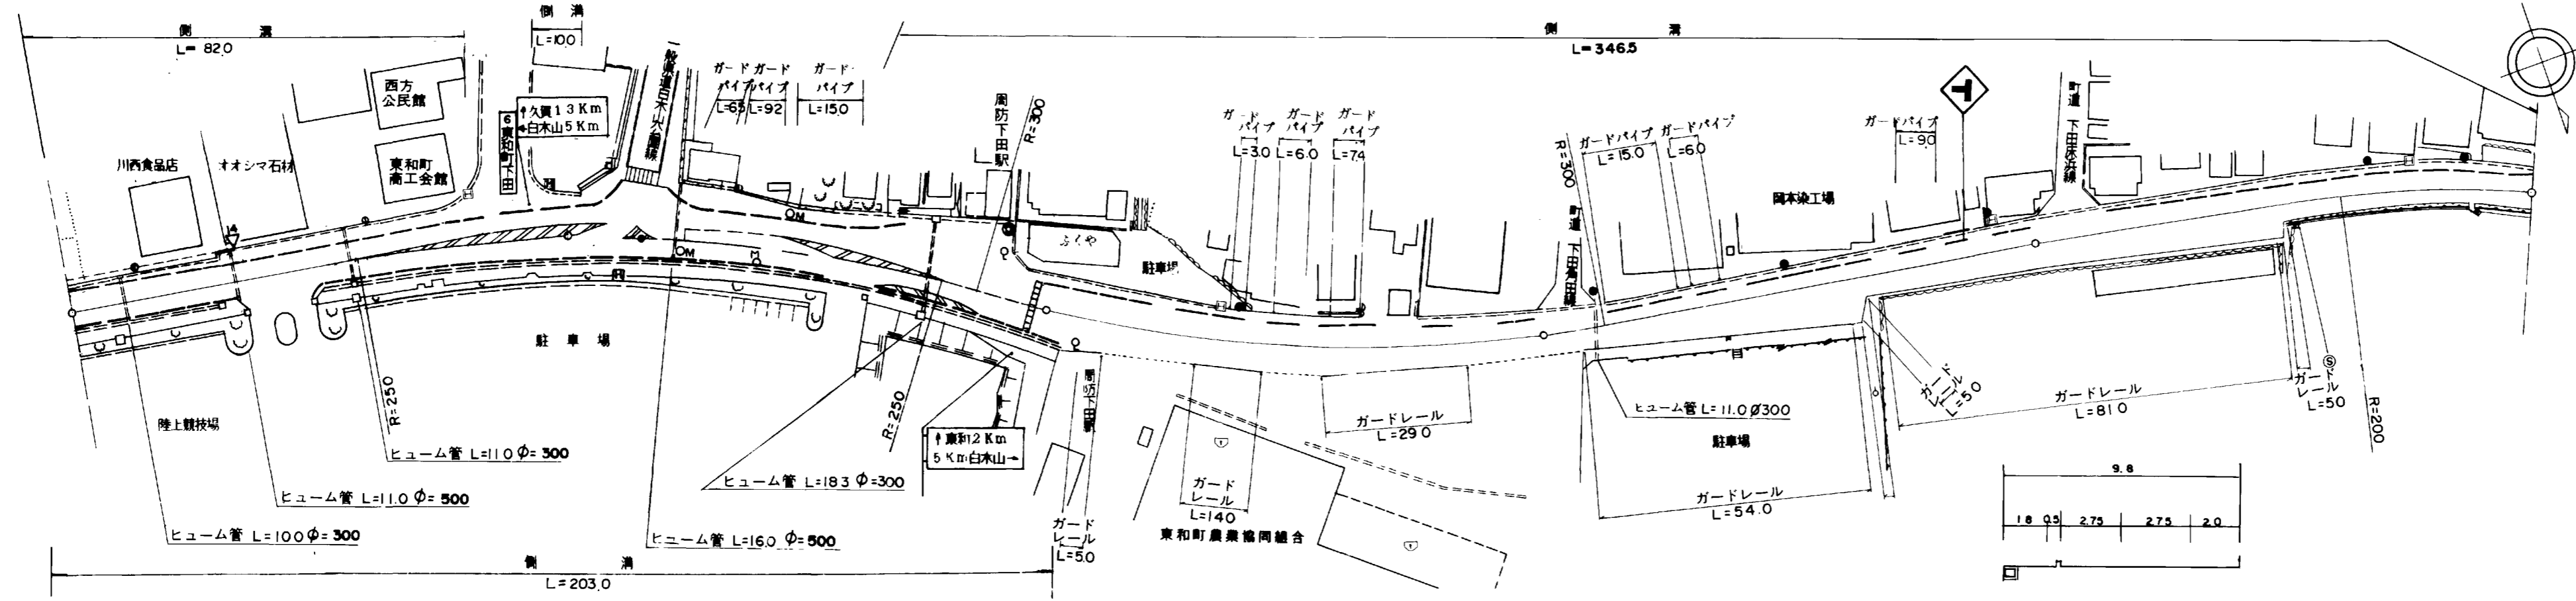 側溝
L=82.0
側溝
L=10.0
側溝
L=346.5
西方
公民館
東和町
商工会館
川西食品店
オオシマ石材
6東和町下田
↑久賀13Km
←白木山5Km
一般県道白木山公園線
ガード
パイプ
L=6.5
ガード
パイプ
L=9.2
ガード
パイプ
L=15.0
周防下田駅
R=300
ガード
パイプ
L=3.0
ガード
パイプ
L=6.0
ガード
パイプ
L=7.4
R=300
町道
ガードパイプ
L=15.0
ガードパイプ
L=6.0
岡本染工場
ガードパイプ
L=9.0
町道 下田床浜線
14
M
M
M
H
H
ふくや
駐車場
駐車場
陸上競技場
R=250
R=250
↑東和12Km
5Km白木山→
周防下田駅
ヒューム管 L=11.0 φ=300
ヒューム管 L=11.0 φ=500
ヒューム管 L=10.0 φ=300
ヒューム管 L=18.3 φ=300
ヒューム管 L=16.0 φ=500
側溝
L=203.0
ガード
レール
L=5.0
ガード
レール
L=14.0
東和町農業協同組合
ガードレール
L=29.0
ヒューム管 L=11.0 Ø300
駐車場
ガードレール
L=54.0
ガード
レール
L=5.0
ガードレール
L=81.0
S
ガード
レール
L=5.0
R=200
9.8
1.8 0.5 2.75 2.75 2.0